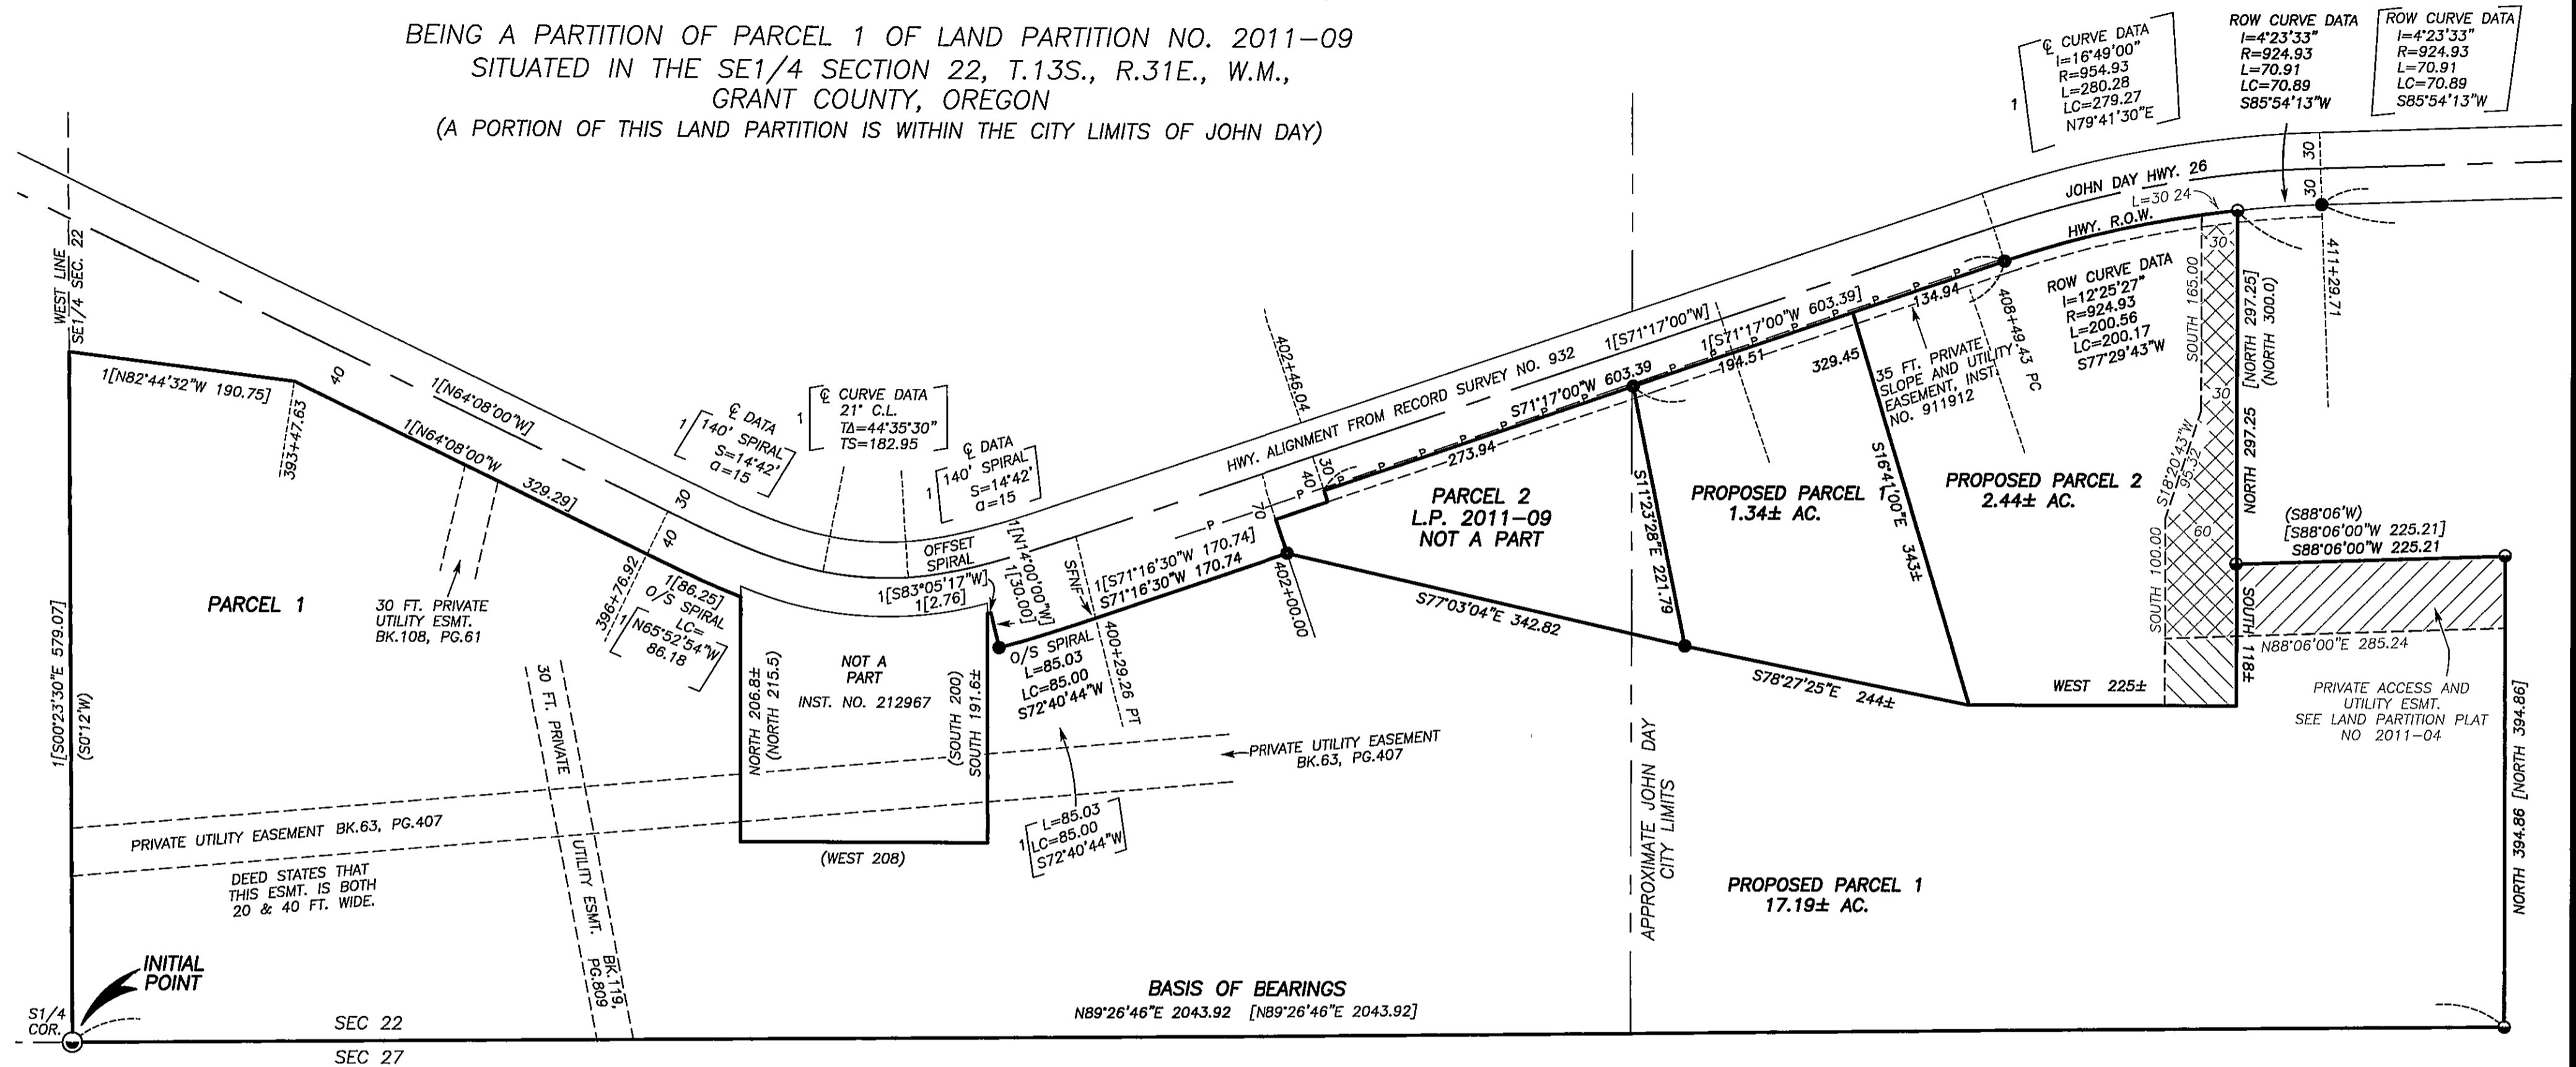 BEING A PARTITION OF PARCEL 1 OF LAND PARTITION NO. 2011-09
SITUATED IN THE SE1/4 SECTION 22, T.13S., R.31E., W.M.,
GRANT COUNTY, OREGON
(A PORTION OF THIS LAND PARTITION IS WITHIN THE CITY LIMITS OF JOHN DAY)
1
℄ CURVE DATA
I=16°49'00"
R=954.93
L=280.28
LC=279.27
N79°41'30"E
ROW CURVE DATA
I=4°23'33"
R=924.93
L=70.91
LC=70.89
S85°54'13"W
ROW CURVE DATA
I=4°23'33"
R=924.93
L=70.91
LC=70.89
S85°54'13"W
WEST LINE
SE1/4 SEC. 22
1[N82°44'32"W 190.75]
393+47.63
40
1[N64°08'00"W]
1[N64°08'00"W
329.29]
1
℄ DATA
140' SPIRAL
S=14°42'
a=15
1
℄ CURVE DATA
21° C.L.
TΔ=44°35'30"
TS=182.95
1
℄ DATA
140' SPIRAL
S=14°42'
a=15
30
40
396+76.92
1[86.25]
O/S SPIRAL
LC=
1
N65°52'54"W
86.18
OFFSET
SPIRAL
1[S83°05'17"W]
1[2.76]
1[N14°00'00"W]
1[30.00]
SFNF
1[S71°16'30"W 170.74]
S71°16'30"W 170.74
400+29.26 PT
O/S SPIRAL
L=85.03
LC=85.00
S72°40'44"W
1
L=85.03
LC=85.00
S72°40'44"W
402+46.04
402+00.00
70
40
30
P P P P P P P P P P P P P P P
HWY. ALIGNMENT FROM RECORD SURVEY NO. 932
1[S71°17'00"W]
S71°17'00"W 603.39
1[S71°17'00"W 603.39]
273.94
194.51
134.94
JOHN DAY HWY. 26
L=30 24
HWY. R.O.W.
30
30
411+29.71
408+49.43 PC
ROW CURVE DATA
I=12°25'27"
R=924.93
L=200.56
LC=200.17
S77°29'43"W
35 FT. PRIVATE
SLOPE AND UTILITY
EASEMENT, INST.
NO. 911912
329.45
S16°41'00"E 343±
SOUTH 165.00
30
30
60
S18°20'43"W
95.32
SOUTH 100.00
[NORTH 297.25]
(NORTH 300.0)
NORTH 297.25
(S88°06'W)
[S88°06'00"W 225.21]
S88°06'00"W 225.21
SOUTH 118±
N88°06'00"E 285.24
PRIVATE ACCESS AND
UTILITY ESMT.
SEE LAND PARTITION PLAT
NO 2011-04
NORTH 394.86 [NORTH 394.86]
PARCEL 2
L.P. 2011-09
NOT A PART
PROPOSED PARCEL 1
1.34± AC.
PROPOSED PARCEL 2
2.44± AC.
S11°23'28"E 221.79
S77°03'04"E 342.82
S78°27'25"E 244±
WEST 225±
PARCEL 1
30 FT. PRIVATE
UTILITY ESMT.
BK.108, PG.61
1[S00°23'30"E 579.07]
(S0°12'W)
NOT A
PART
INST. NO. 212967
NORTH 206.8±
(NORTH 215.5)
(SOUTH 200)
SOUTH 191.6±
(WEST 208)
PRIVATE UTILITY EASEMENT
BK.63, PG.407
PRIVATE UTILITY EASEMENT BK.63, PG.407
DEED STATES THAT
THIS ESMT. IS BOTH
20 & 40 FT. WIDE.
30 FT. PRIVATE
UTILITY ESMT.
BK.119,
PG.809
APPROXIMATE JOHN DAY
CITY LIMITS
PROPOSED PARCEL 1
17.19± AC.
INITIAL
POINT
S1/4
COR.
SEC 22
SEC 27
BASIS OF BEARINGS
N89°26'46"E 2043.92 [N89°26'46"E 2043.92]